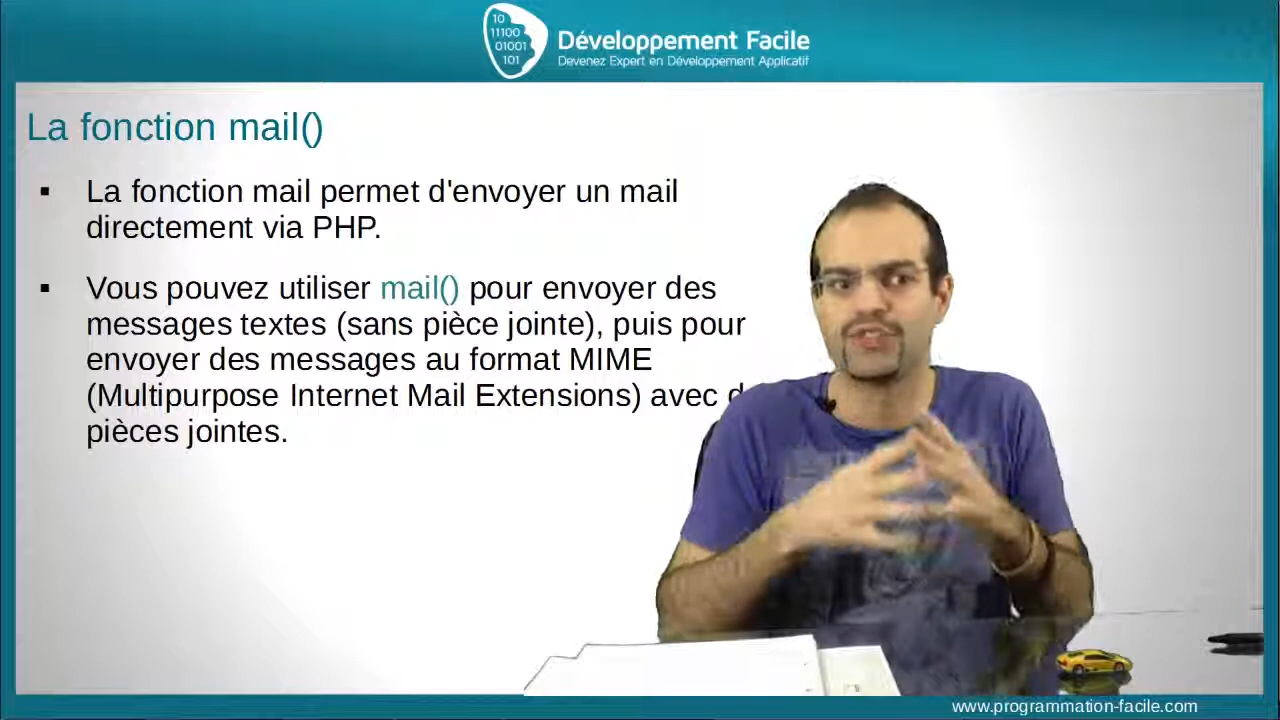 10
11100
01001
101
Développement Facile
Devenez Expert en Développement Applicatif
La fonction mail()
La fonction mail permet d'envoyer un mail
directement via PHP.
Vous pouvez utiliser mail() pour envoyer des
messages textes (sans pièce jointe), puis pour
envoyer des messages au format MIME
(Multipurpose Internet Mail Extensions) avec
pièces jointes.
www.programmation-facile.com